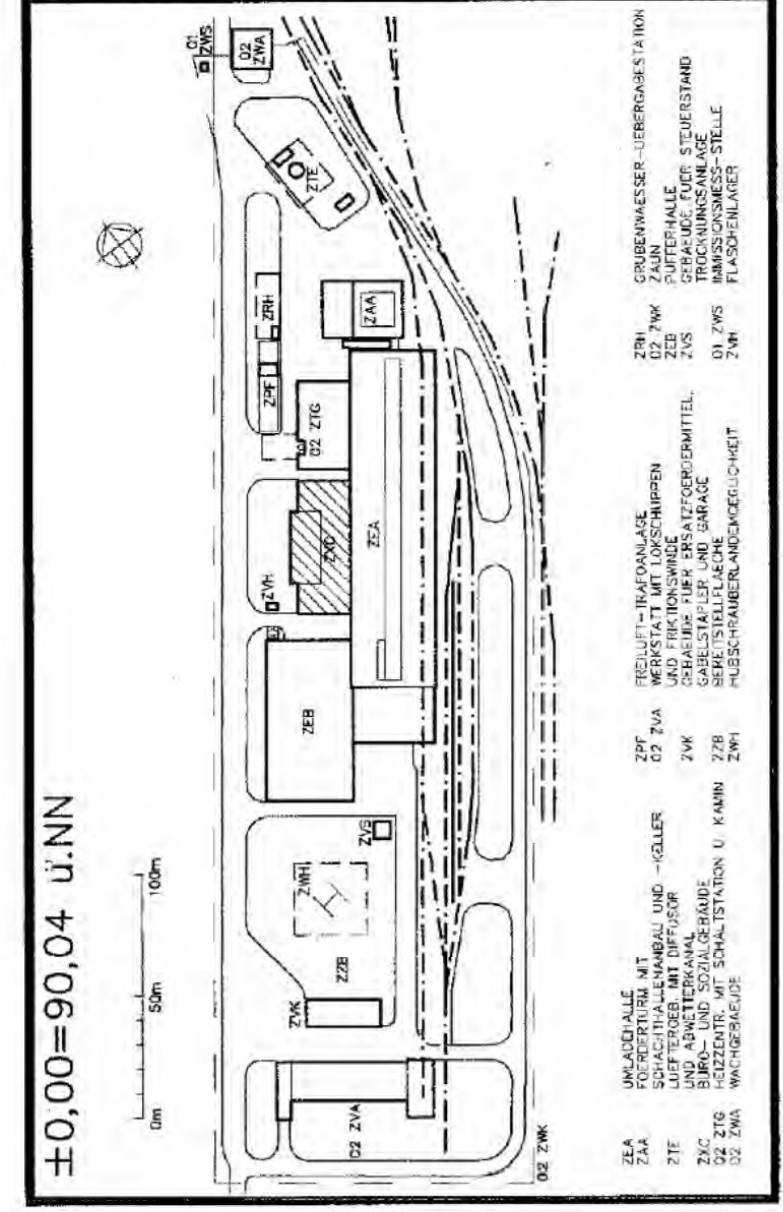 ±0,00=90,04 ü.NN
0m 50m 100m
01 ZWS
02 ZWA
ZTE
ZRH
ZPF
02 ZTG
ZAA
ZXC
ZVH
ZEA
ZEB
ZVS
ZWH
ZZB
ZVK
02 ZVA
02 ZWK
ZEA UMLADEHALLE
ZAA FOERDERTURM MIT
SCHACHTHALLENANBAU UND -KELLER
ZTE LUEFTERGEB. MIT DIFFUSOR
UND ABWETTERKANAL
ZXC BÜRO- UND SOZIALGEBÄUDE
02 ZTG HEIZZENTR. MIT SCHALTSTATION U. KAMIN
02 ZWA WACHGEBAEUDE
ZPF FREILUFT-TRAFOANLAGE
02 ZVA WERKSTATT MIT LOKSCHUPPEN
UND FRIKTIONSWINDE
ZVK GEBAEUDE FUER ERSATZFOERDERMITTEL,
GABELSTAPLER UND GARAGE
ZZB BEREITSTELLFLAECHE
ZWH HUBSCHRAUBERLANDEMOEGLICHKEIT
ZRH GRUBENWAESSER-UEBERGABESTATION
02 ZWK ZAUN
ZEB PUFFERHALLE
ZVS GEBAEUDE FUER STEUERSTAND
TROCKNUNGSANLAGE
01 ZWS IMMISSIONSMESS-STELLE
ZVH FLASCHENLAGER